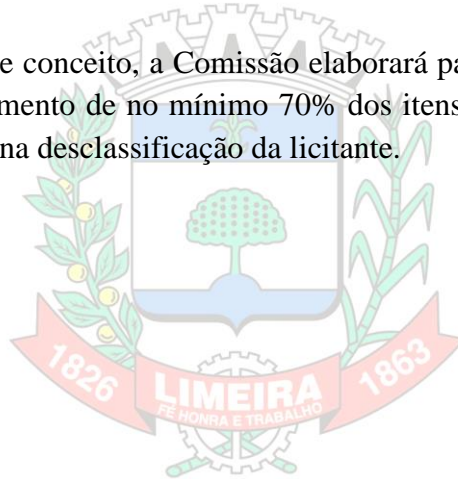 e conceito, a Comissão elaborará pa
mento de no mínimo 70% dos itens
na desclassificação da licitante.
1826
LIMEIRA
1863
FÉ HONRA E TRABALHO